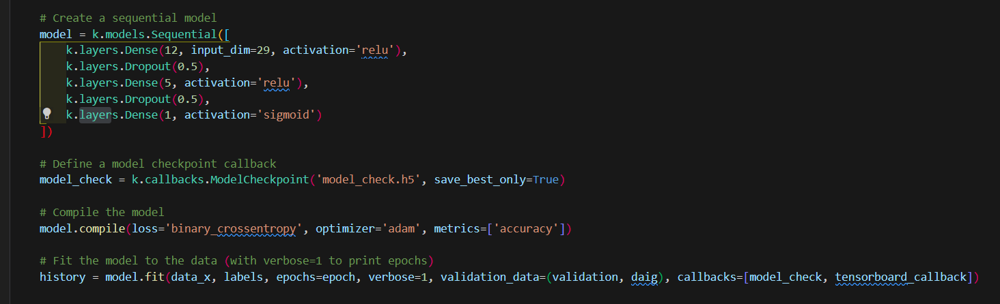 # Create a sequential model
model = k.models.Sequential([
k.layers.Dense(12, input_dim=29, activation='relu'),
k.layers.Dropout(0.5),
k.layers.Dense(5, activation='relu'),
k.layers.Dropout(0.5),
k.layers.Dense(1, activation='sigmoid')
])
# Define a model checkpoint callback
model_check = k.callbacks.ModelCheckpoint('model_check.h5', save_best_only=True)
# Compile the model
model.compile(loss='binary_crossentropy', optimizer='adam', metrics=['accuracy'])
# Fit the model to the data (with verbose=1 to print epochs)
history = model.fit(data_x, labels, epochs=epoch, verbose=1, validation_data=(validation, daig), callbacks=[model_check, tensorboard_callback])